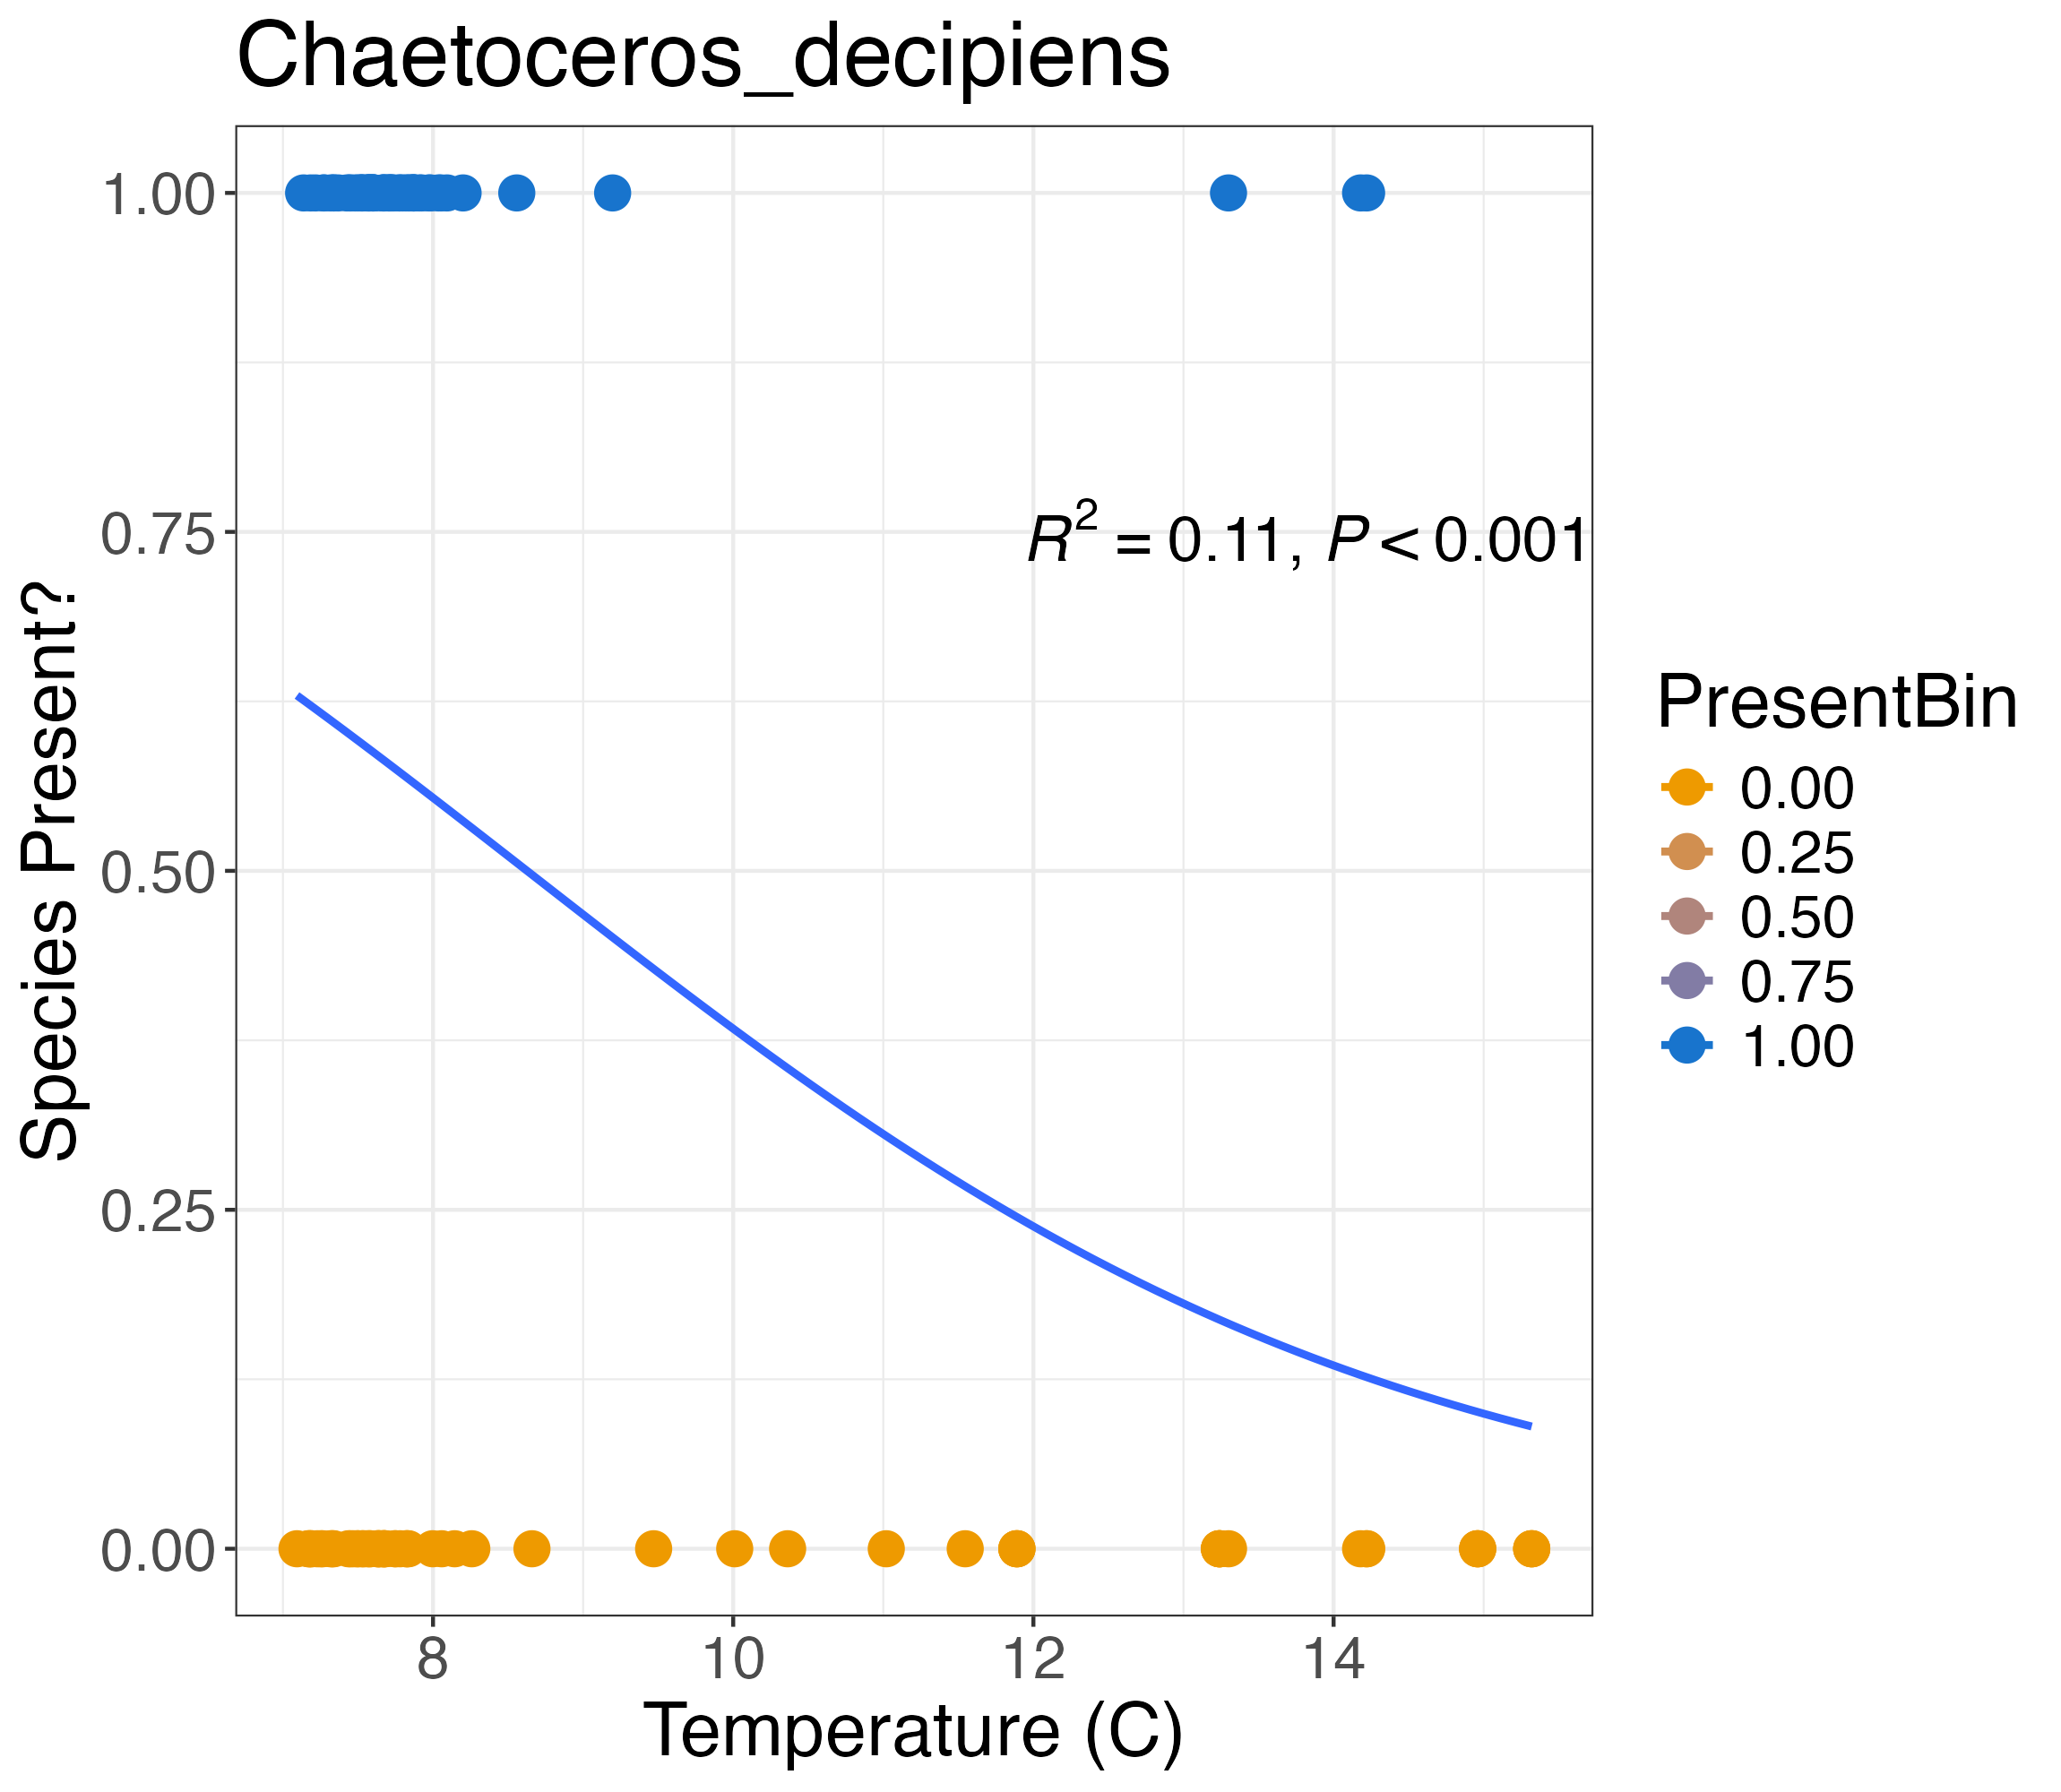 Chaetoceros_decipiens
1.00
0.75
0.50
0.25
0.00
Species Present?
R² = 0.11, P < 0.001
8 10 12 14
Temperature (C)
PresentBin
0.00
0.25
0.50
0.75
1.00